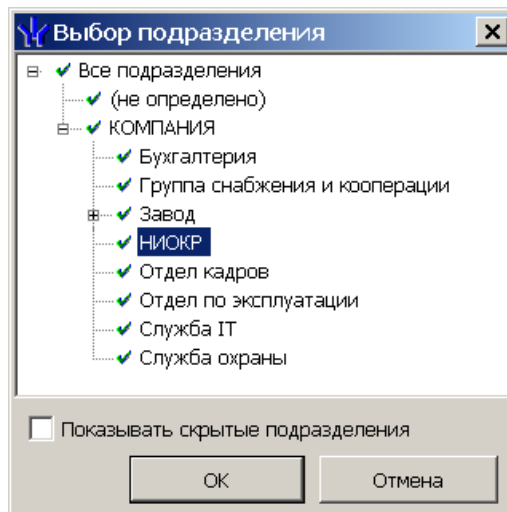 Выбор подразделения
Все подразделения
(не определено)
КОМПАНИЯ
Бухгалтерия
Группа снабжения и кооперации
Завод
НИОКР
Отдел кадров
Отдел по эксплуатации
Служба IT
Служба охраны
Показывать скрытые подразделения
ОК Отмена